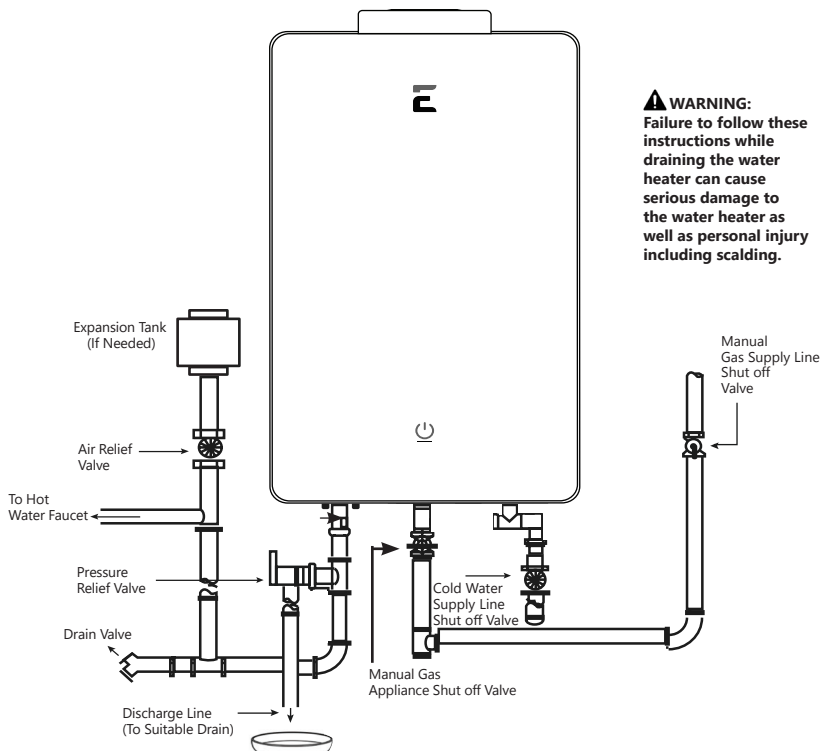 WARNING:
Failure to follow these
instructions while
draining the water
heater can cause
serious damage to
the water heater as
well as personal injury
including scalding.
Expansion Tank
(If Needed)
Manual
Gas Supply Line
Shut off
Valve
Air Relief
Valve
To Hot
Water Faucet
Pressure
Relief Valve
Cold Water
Supply Line
Shut off Valve
Drain Valve
Manual Gas
Appliance Shut off Valve
Discharge Line
(To Suitable Drain)